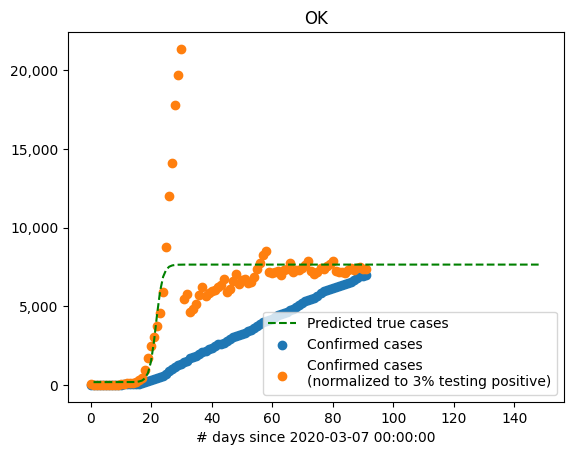 OK
20,000
15,000
10,000
5,000
0
Predicted true cases
Confirmed cases
Confirmed cases
(normalized to 3% testing positive)
0 20 40 60 80 100 120 140
# days since 2020-03-07 00:00:00